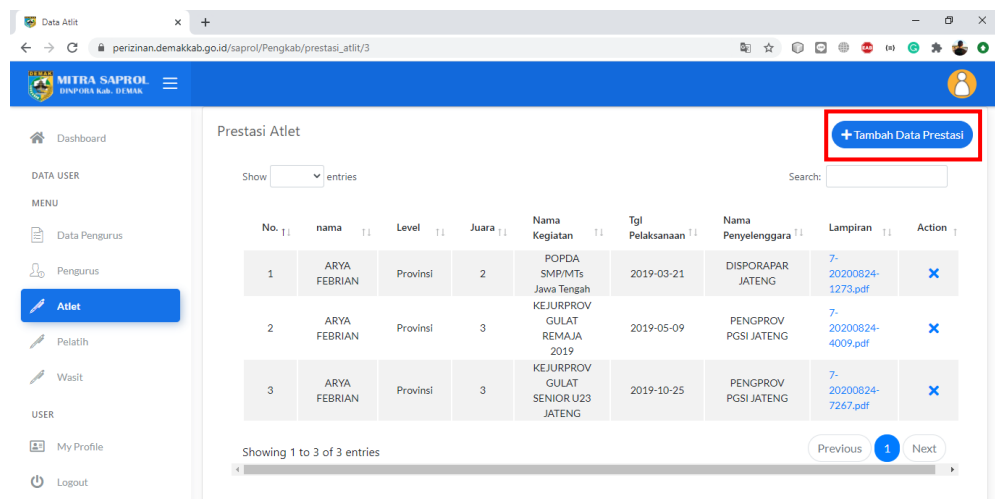 Data Atlit
perizinan.demakkab.go.id/saprol/Pengkab/prestasi_atlit/3
DEMAK
MITRA SAPROL
DINPORA Kab. DEMAK
Dashboard
DATA USER
MENU
Data Pengurus
Pengurus
Atlet
Pelatih
Wasit
USER
My Profile
Logout
Prestasi Atlet
+ Tambah Data Prestasi
Show entries
Search:
No. nama Level Juara Nama Kegiatan Tgl Pelaksanaan Nama Penyelenggara Lampiran Action
1 ARYA FEBRIAN Provinsi 2 POPDA SMP/MTs Jawa Tengah 2019-03-21 DISPORAPAR JATENG 7-20200824-1273.pdf
2 ARYA FEBRIAN Provinsi 3 KEJURPROV GULAT REMAJA 2019 2019-05-09 PENGPROV PGSI JATENG 7-20200824-4009.pdf
3 ARYA FEBRIAN Provinsi 3 KEJURPROV GULAT SENIOR U23 JATENG 2019-10-25 PENGPROV PGSI JATENG 7-20200824-7267.pdf
Showing 1 to 3 of 3 entries
Previous 1 Next